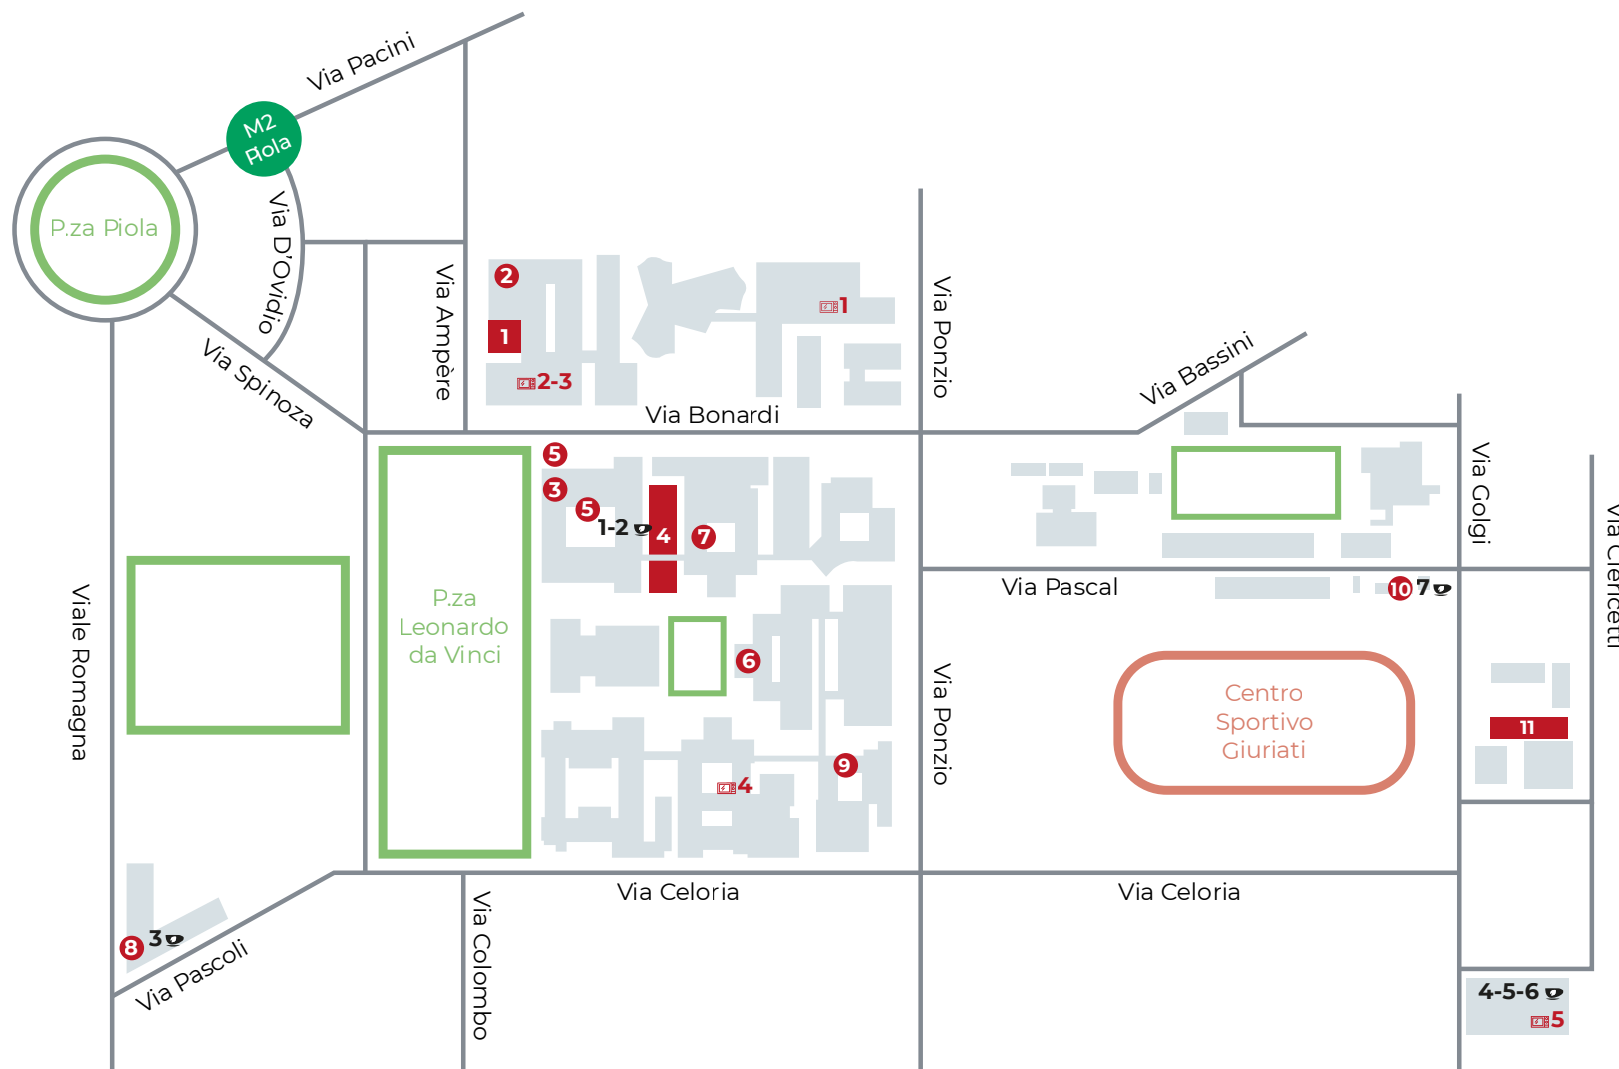 Via Pacini
M2
Piola
P.za Piola
Via D'Ovidio
Via Spinoza
Via Ampère
2
1
2-3
1
Via Ponzio
Via Bonardi
Via Bassini
Via Golgi
Via Clericetti
5
3
5
1-2
4
7
Via Pascal
10
7
P.za
Leonardo
da Vinci
Viale Romagna
6
Via Ponzio
Centro
Sportivo
Giuriati
11
9
4
Via Celoria
Via Celoria
8
3
Via Pascoli
Via Colombo
4-5-6
5